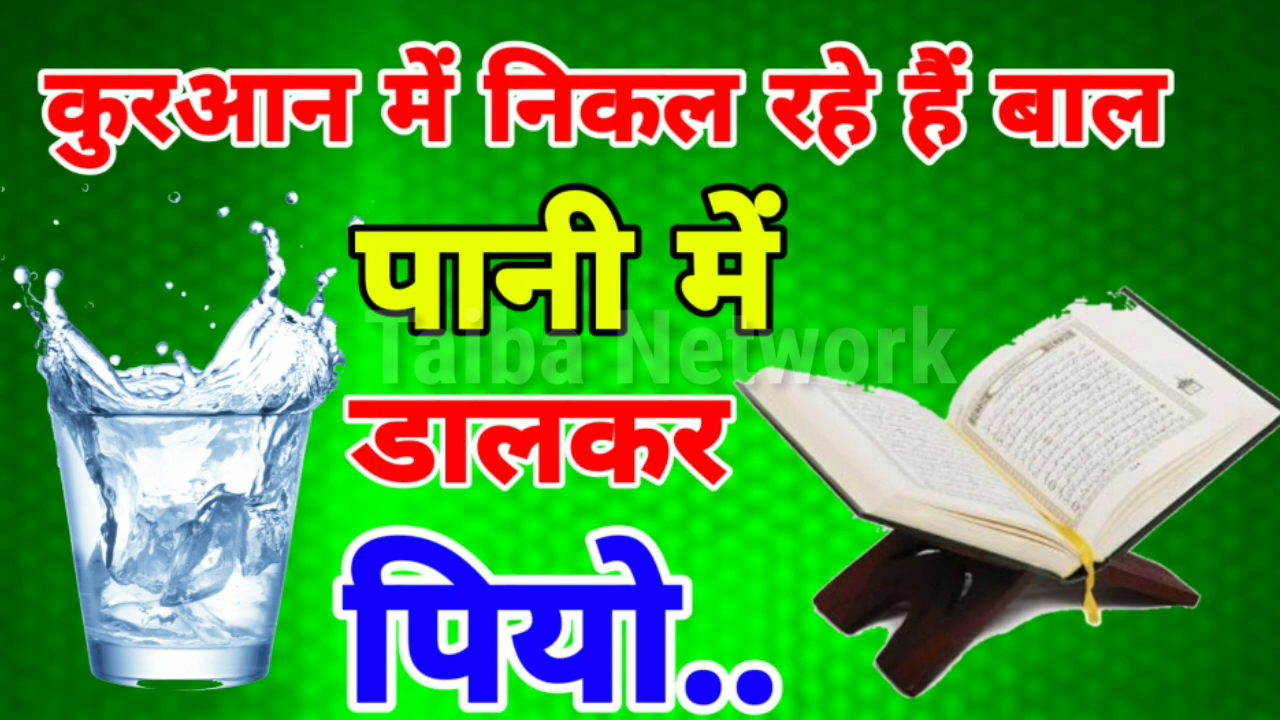 कुरआन में निकल रहे हैं बाल
पानी में
Taiba Network
डालकर
पियो..